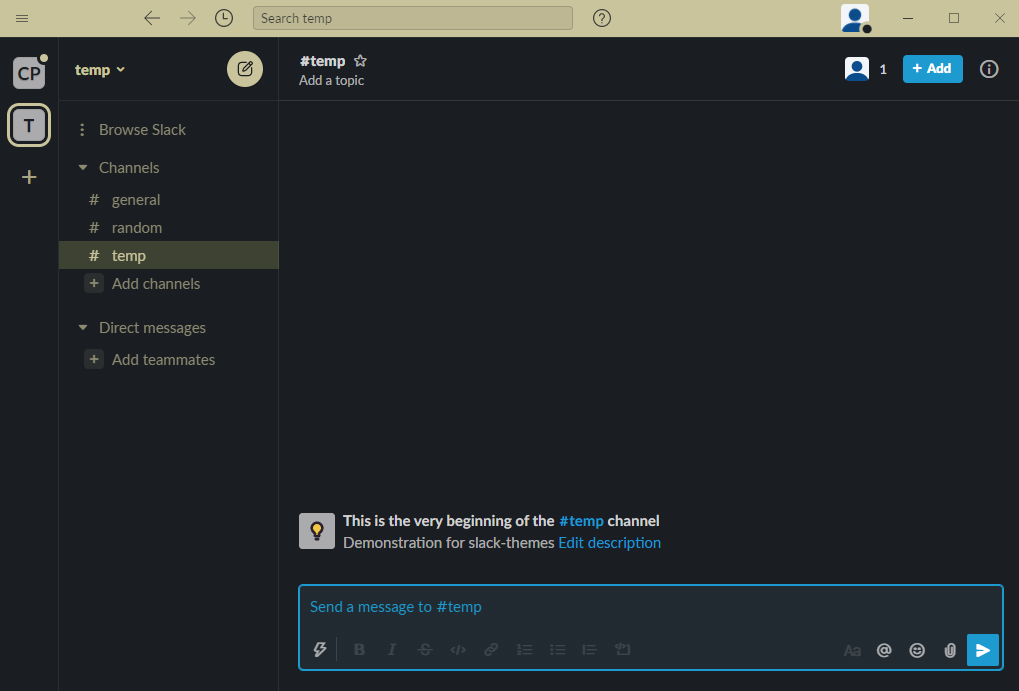 Search temp
CP
T
temp
Browse Slack
Channels
# general
# random
# temp
+ Add channels
Direct messages
+ Add teammates
#temp
Add a topic
1
+ Add
This is the very beginning of the #temp channel
Demonstration for slack-themes Edit description
Send a message to #temp
B I S </> Aa @